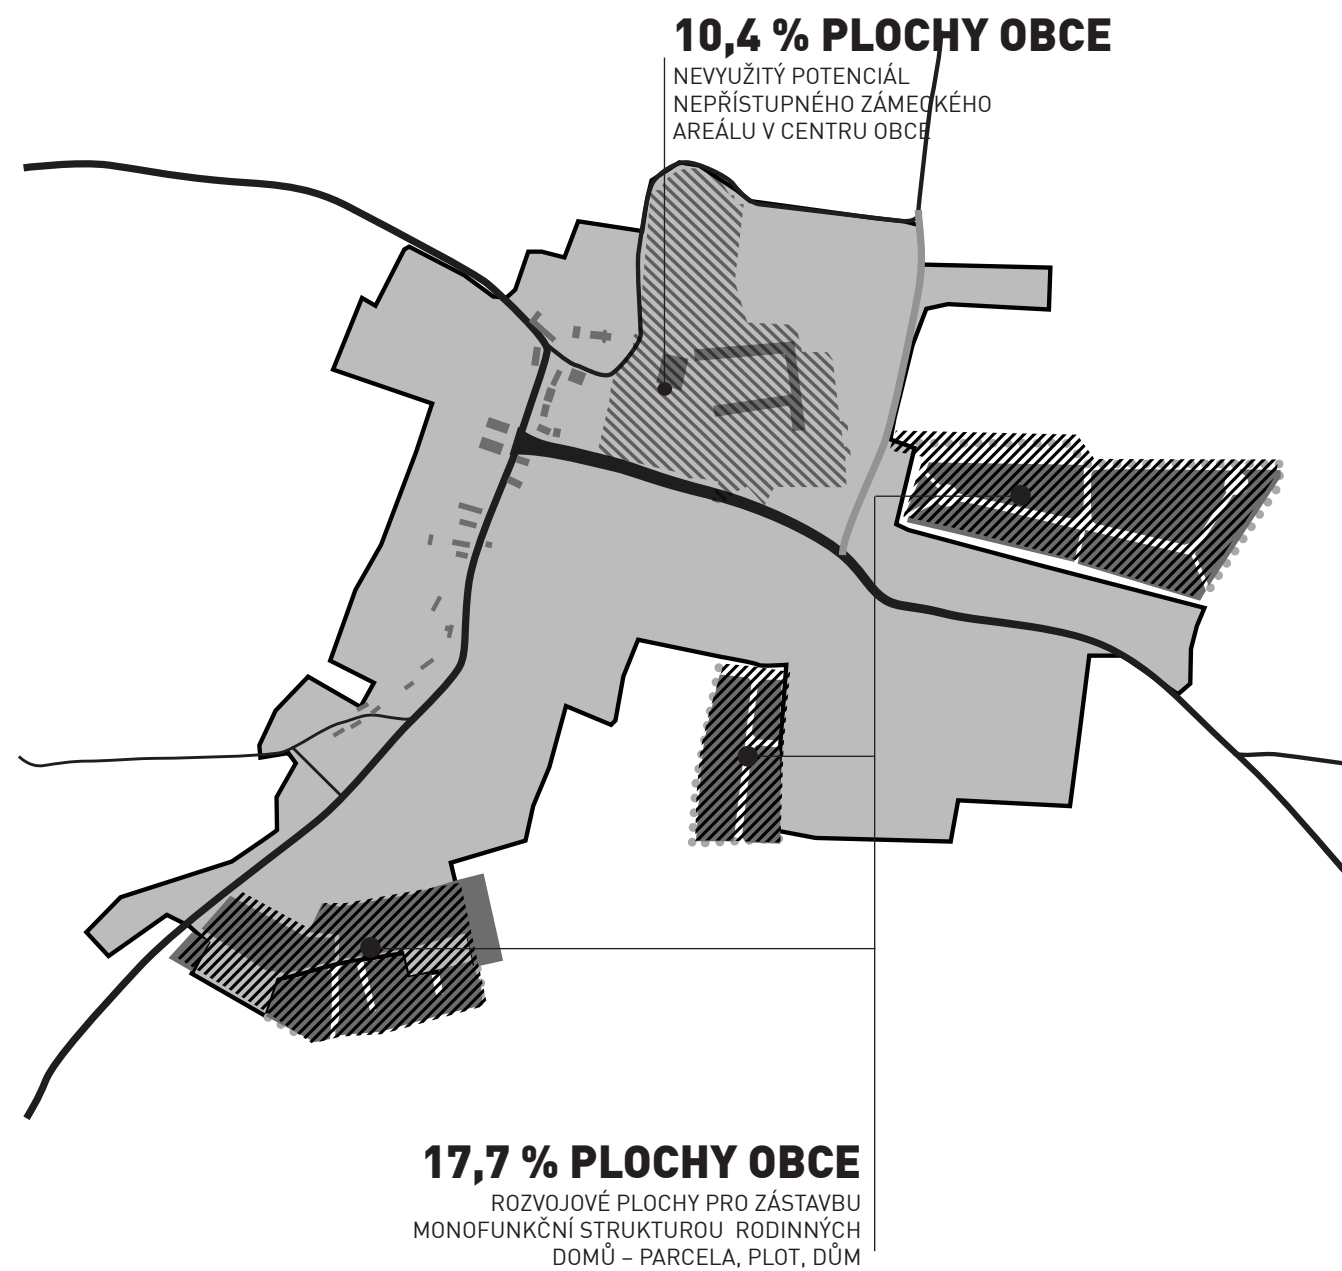 10,4 % PLOCHY OBCE
NEVYUŽITÝ POTENCIÁL
NEPŘÍSTUPNÉHO ZÁMECKÉHO
AREÁLU V CENTRU OBCE
17,7 % PLOCHY OBCE
ROZVOJOVÉ PLOCHY PRO ZÁSTAVBU
MONOFUNKČNÍ STRUKTUROU RODINNÝCH
DOMŮ – PARCELA, PLOT, DŮM